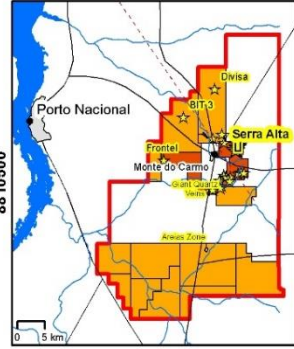 Divisa
BIT-3
Porto Nacional
Serra Alta
Frontel
Monte do Carmo
Giant Quartz
Veins
Areias Zone
0 5 km